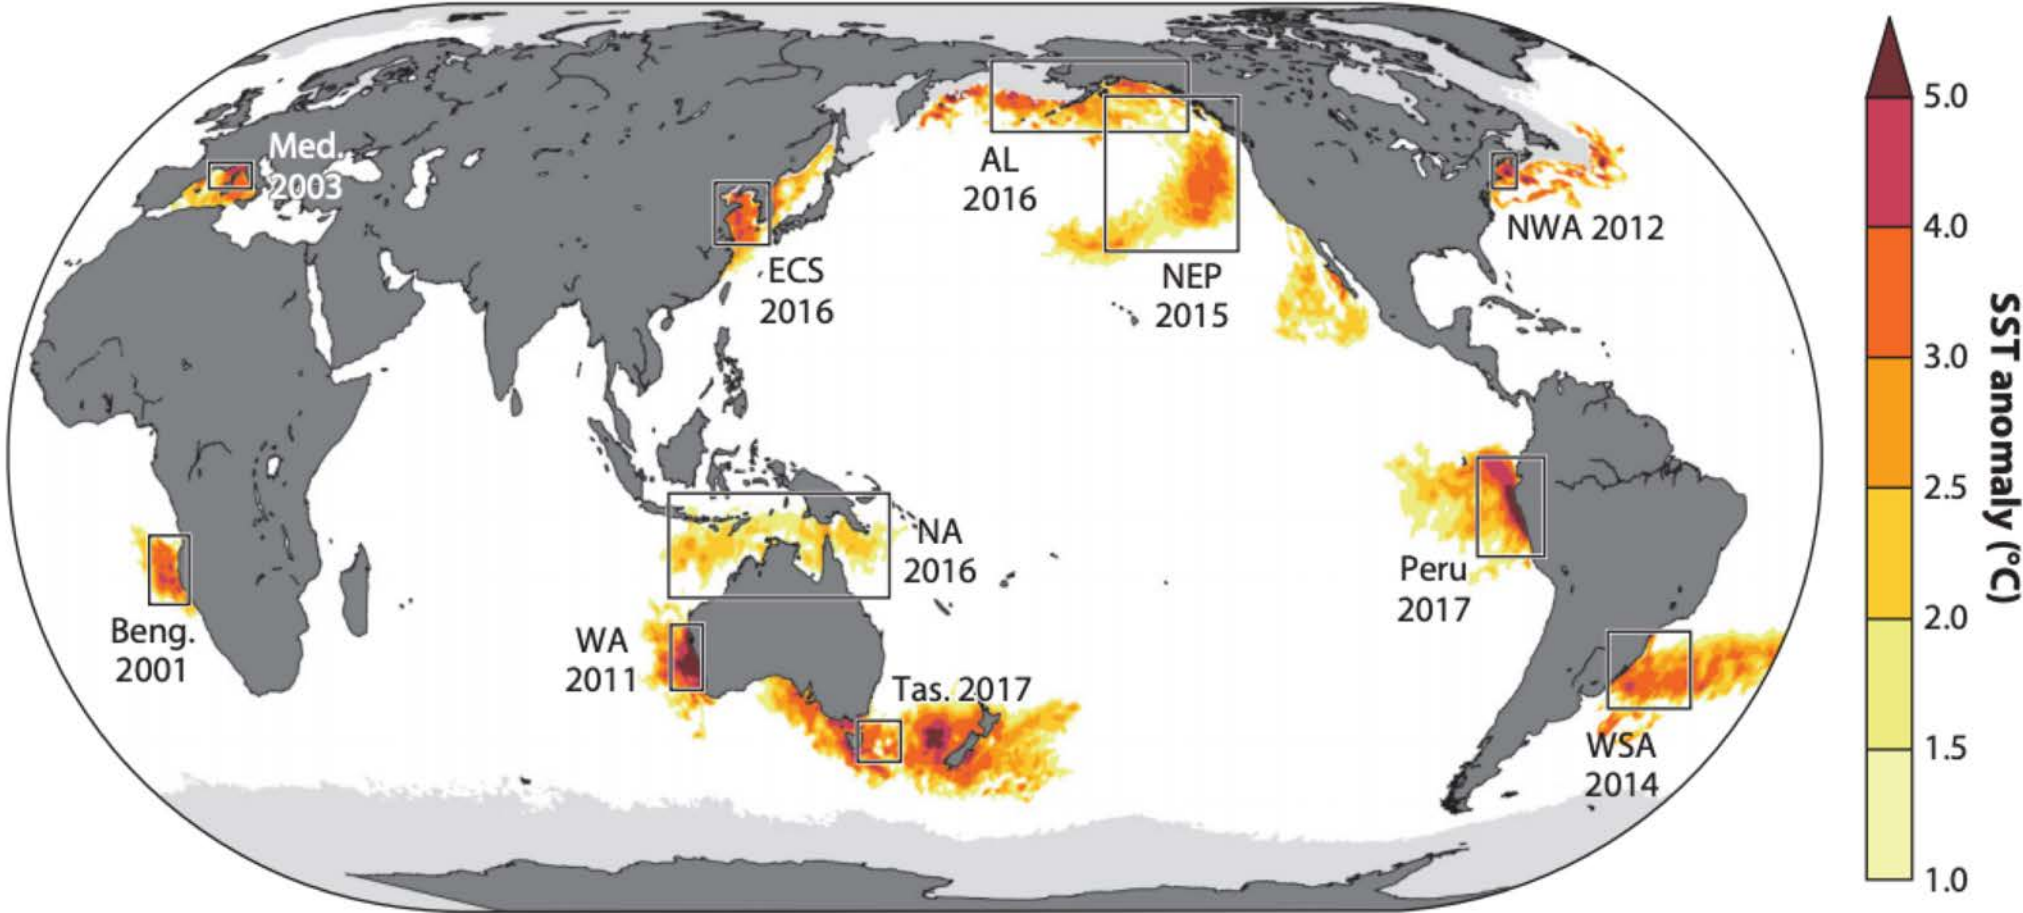 Med.
2003
AL
2016
NWA 2012
ECS
2016
NEP
2015
NA
2016
Peru
2017
Beng.
2001
WA
2011
Tas. 2017
WSA
2014
5.0
4.0
3.0
2.5
2.0
1.5
1.0
SST anomaly (°C)